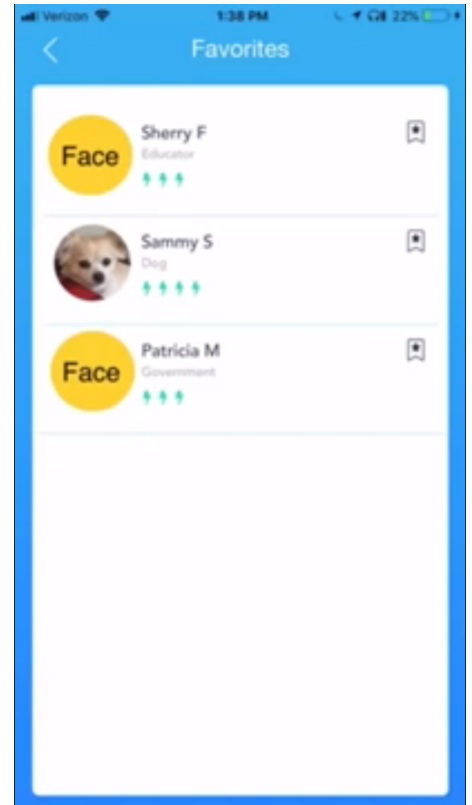 Verizon 1:38 PM 22%
Favorites
Face
Sherry F
Educator
Sammy S
Dog
Face
Patricia M
Government